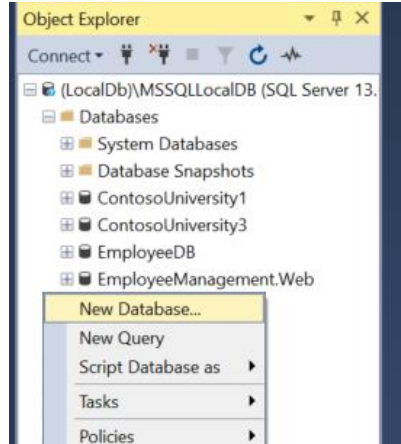 Object Explorer
Connect
(LocalDb)\MSSQLLocalDB (SQL Server 13.
Databases
System Databases
Database Snapshots
ContosoUniversity1
ContosoUniversity3
EmployeeDB
EmployeeManagement.Web
New Database...
New Query
Script Database as
Tasks
Policies